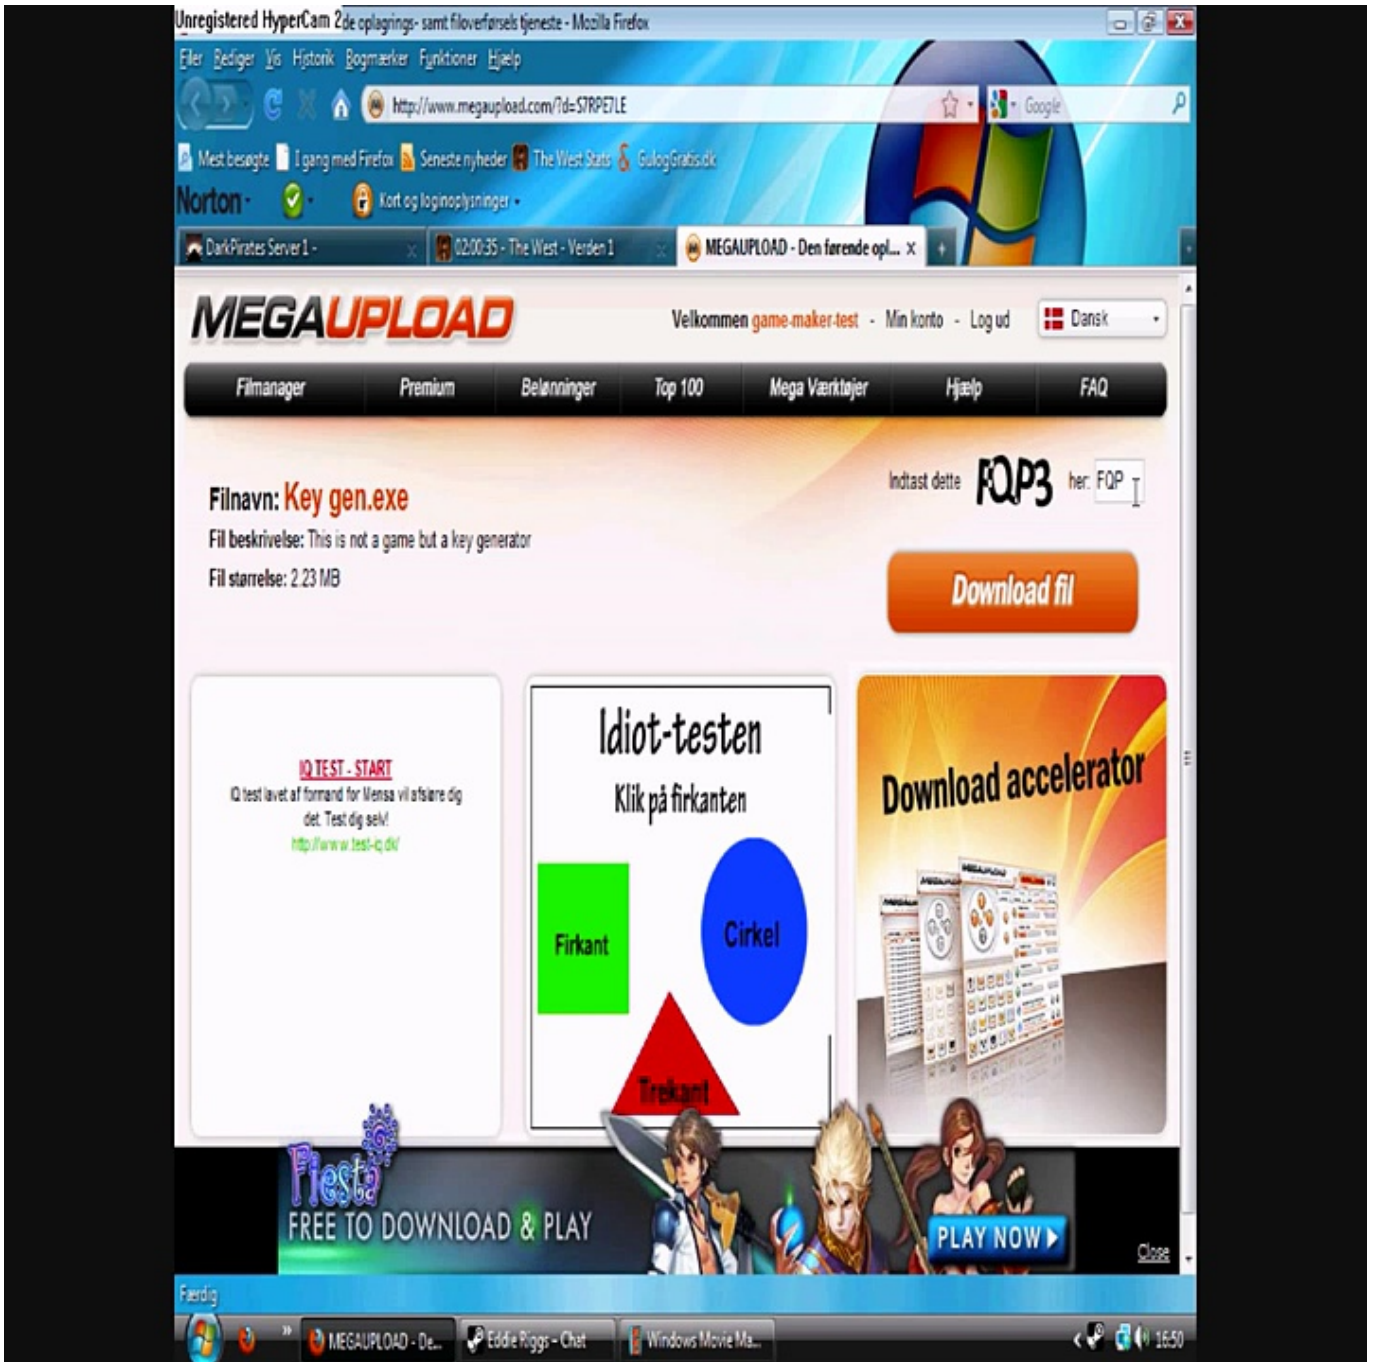 Unregistered HyperCam 2de oplagrings- samt filoverførsels tjeneste - Mozilla Firefox
Filer Rediger Vis Historik Bogmærker Funktioner Hjælp
http://www.megaupload.com/?d=S7RPE7LE Google
Mest besøgte I gang med Firefox Seneste nyheder The West Stats GulogGratis.dk
Norton Kort og loginoplysninger
DarkPirates Server 1 - 02:00:35 - The West - Verden 1 MEGAUPLOAD - Den førende opl... X
MEGAUPLOAD Velkommen game-maker-test - Min konto - Log ud Dansk
Filmanager Premium Belønninger Top 100 Mega Værktøjer Hjælp FAQ
Indtast dette FQP3 her: FQP
Filnavn: Key gen.exe
Fil beskrivelse: This is not a game but a key generator
Fil størrelse: 2.23 MB
Download fil
IQ TEST - START
IQ test lavet af formand for Mensa vil afsløre dig
det. Test dig selv!
http://www.test-iq.dk/
Idiot-testen
Klik på firkanten
Firkant
Cirkel
Trekant
Download accelerator
MEGAUPLOAD
Fiesta
FREE TO DOWNLOAD & PLAY
PLAY NOW
Close
Færdig
» MEGAUPLOAD - De... Eddie Riggs - Chat Windows Movie Ma... 16:50